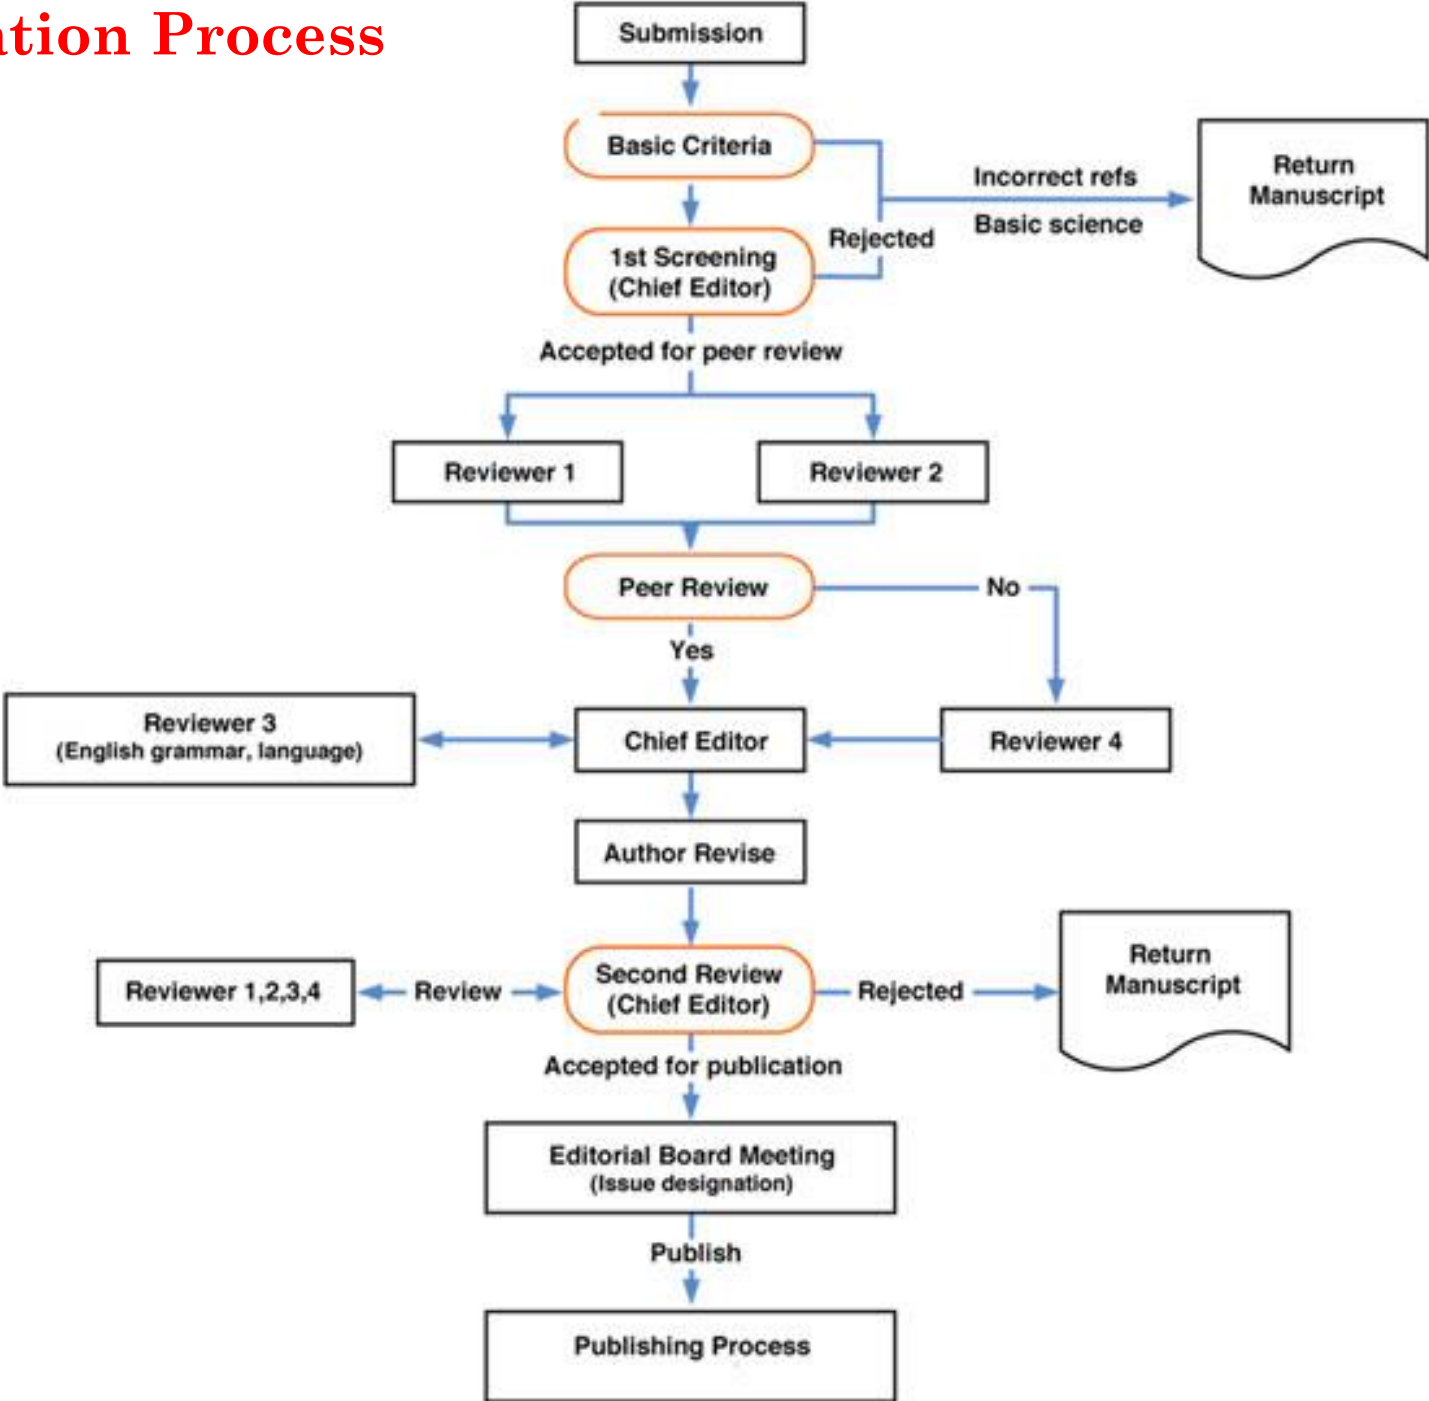 ation Process
Submission
Basic Criteria
Incorrect refs
Basic science
Return
Manuscript
Rejected
1st Screening
(Chief Editor)
Accepted for peer review
Reviewer 1
Reviewer 2
Peer Review
No
Yes
Reviewer 3
(English grammar, language)
Chief Editor
Reviewer 4
Author Revise
Reviewer 1,2,3,4
Review
Second Review
(Chief Editor)
Rejected
Return
Manuscript
Accepted for publication
Editorial Board Meeting
(Issue designation)
Publish
Publishing Process